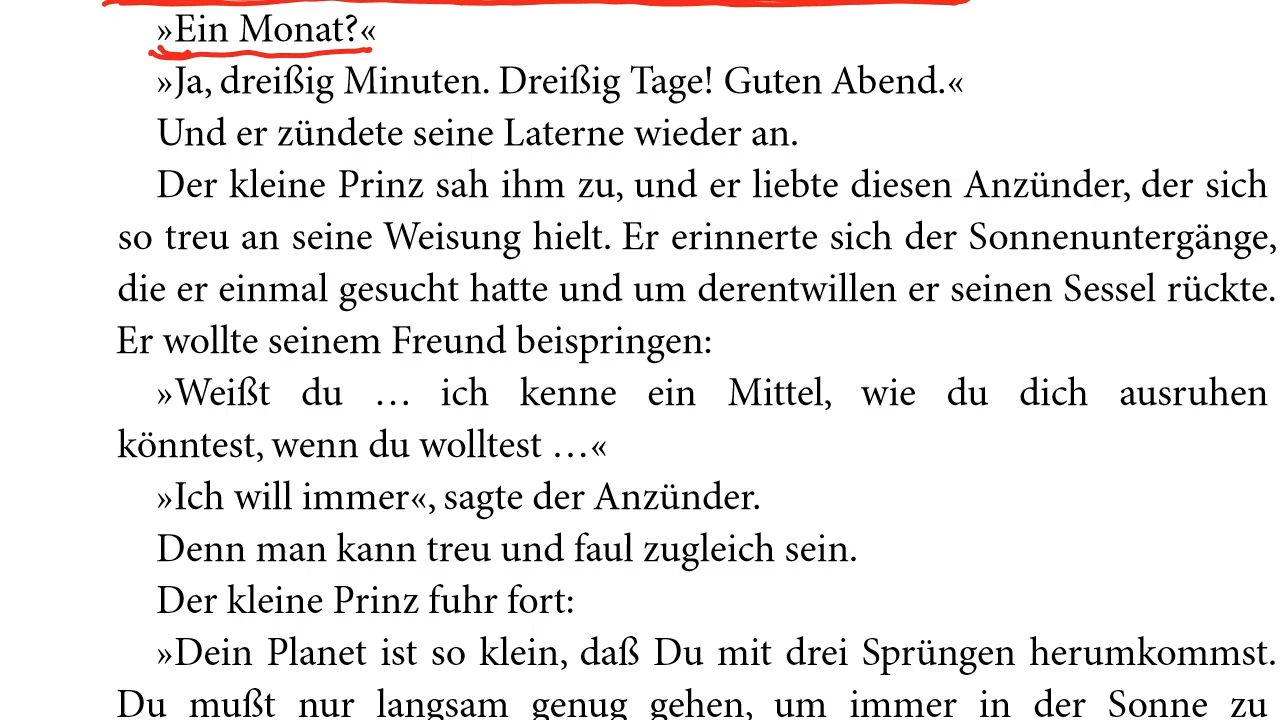 »Ein Monat?«
»Ja, dreißig Minuten. Dreißig Tage! Guten Abend.«
Und er zündete seine Laterne wieder an.
Der kleine Prinz sah ihm zu, und er liebte diesen Anzünder, der sich
so treu an seine Weisung hielt. Er erinnerte sich der Sonnenuntergänge,
die er einmal gesucht hatte und um derentwillen er seinen Sessel rückte.
Er wollte seinem Freund beispringen:
»Weißt du … ich kenne ein Mittel, wie du dich ausruhen
könntest, wenn du wolltest …«
»Ich will immer«, sagte der Anzünder.
Denn man kann treu und faul zugleich sein.
Der kleine Prinz fuhr fort:
»Dein Planet ist so klein, daß Du mit drei Sprüngen herumkommst.
Du mußt nur langsam genug gehen, um immer in der Sonne zu